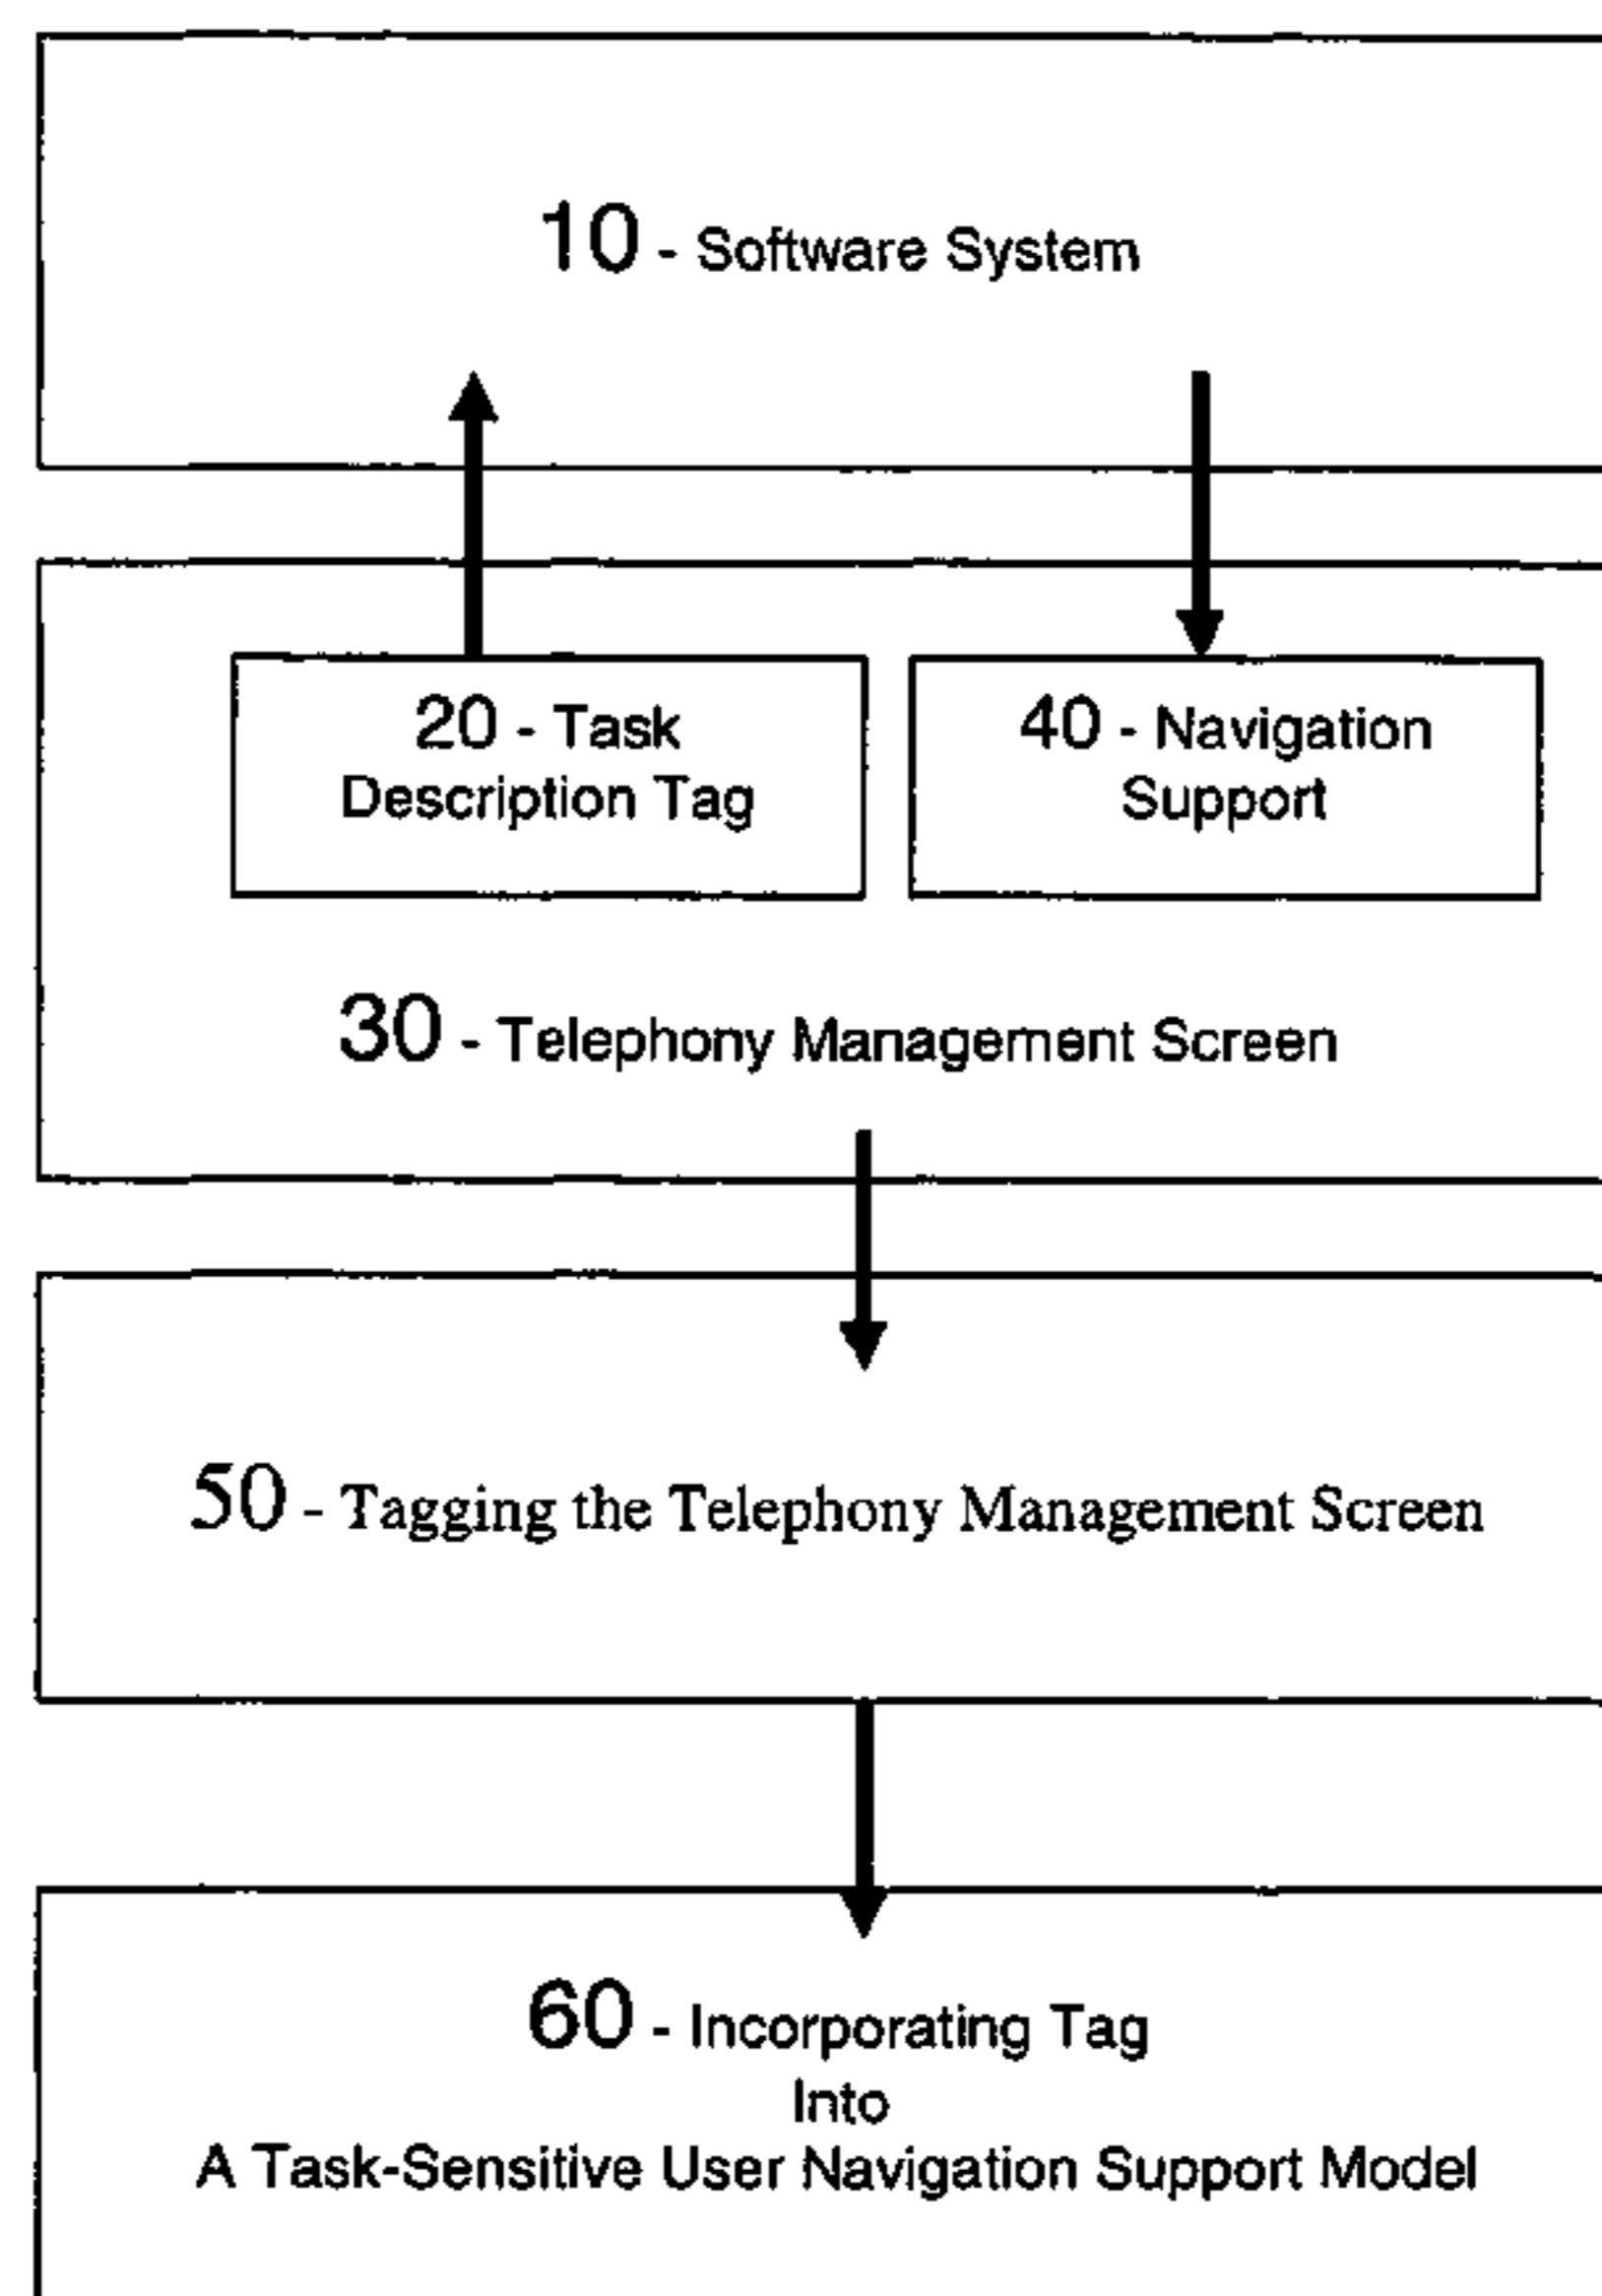 10 - Software System
20 - Task
Description Tag
40 - Navigation
Support
30 - Telephony Management Screen
50 - Tagging the Telephony Management Screen
60 - Incorporating Tag
Into
A Task-Sensitive User Navigation Support Model